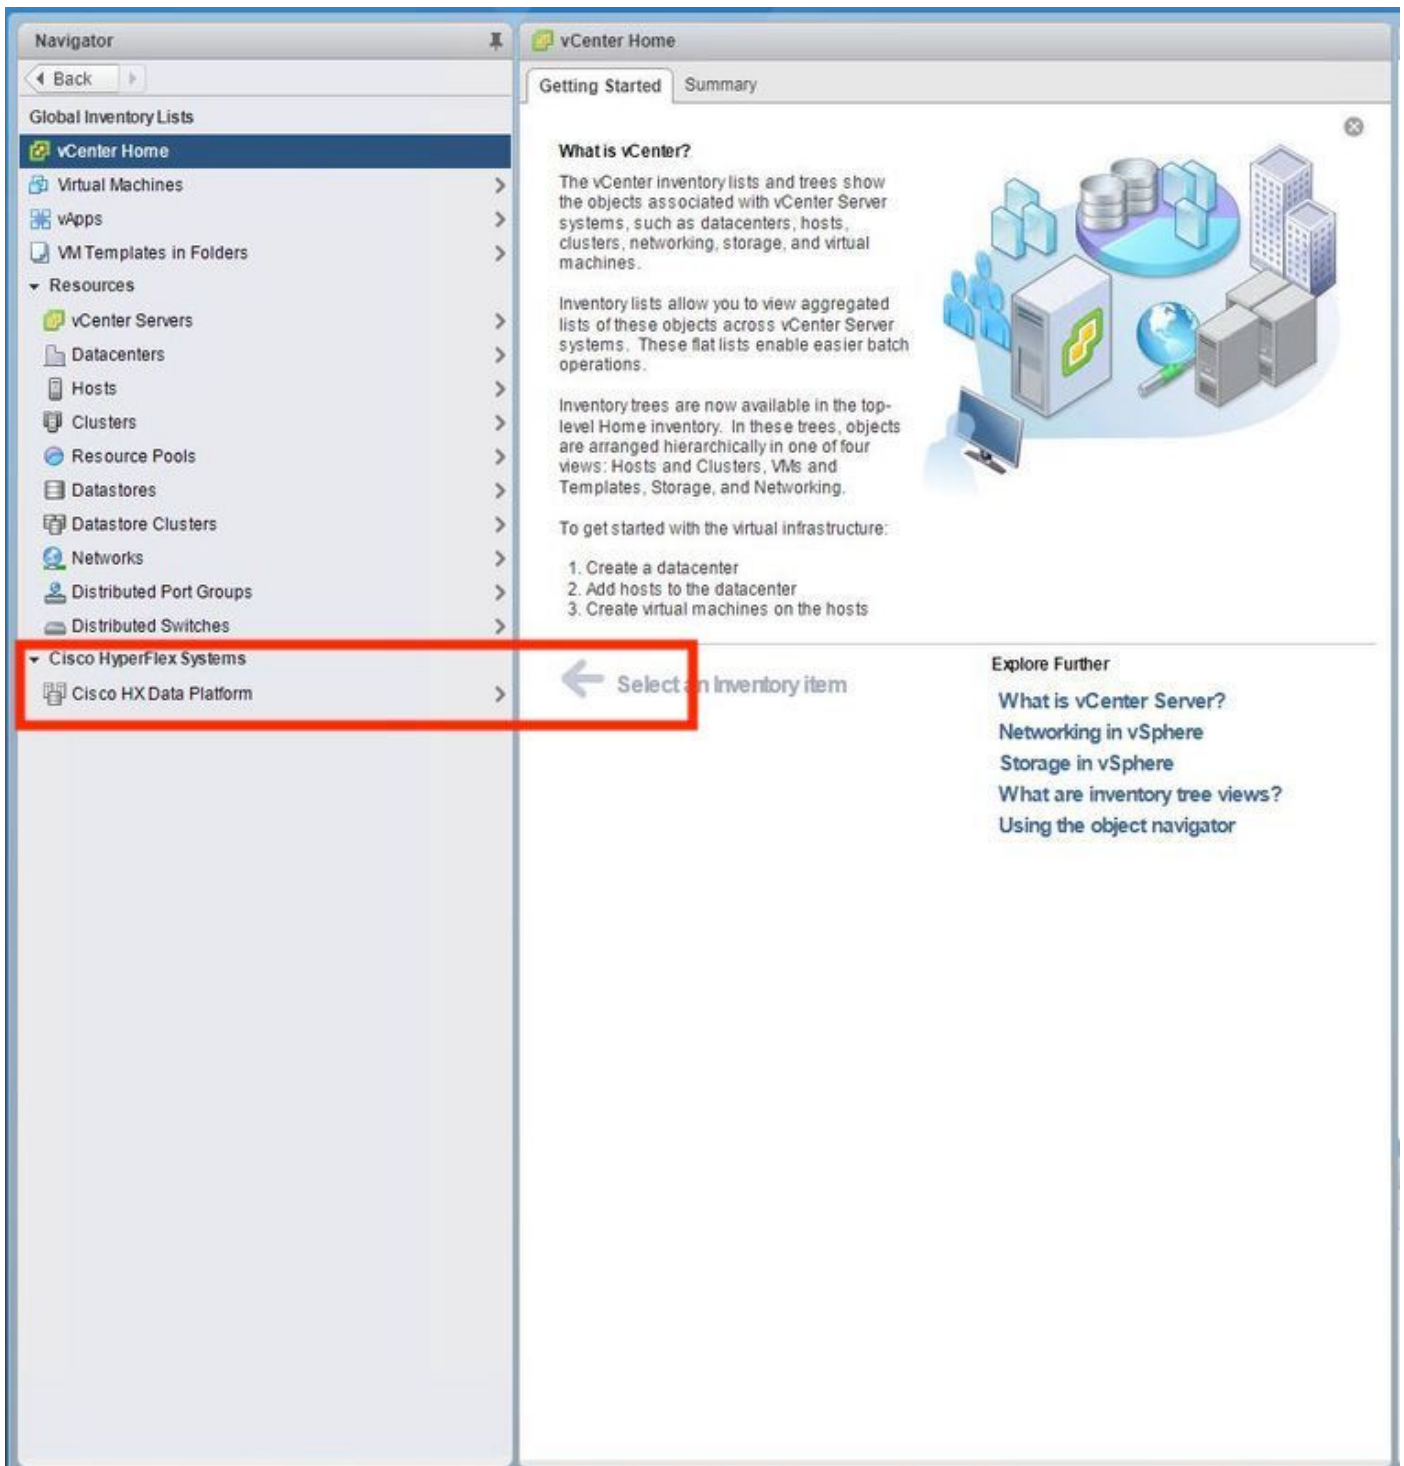 Navigator
Back
Global Inventory Lists
vCenter Home
Virtual Machines
vApps
VM Templates in Folders
Resources
vCenter Servers
Datacenters
Hosts
Clusters
Resource Pools
Datastores
Datastore Clusters
Networks
Distributed Port Groups
Distributed Switches
Cisco HyperFlex Systems
Cisco HX Data Platform
vCenter Home
Getting Started
Summary
What is vCenter?
The vCenter inventory lists and trees show
the objects associated with vCenter Server
systems, such as datacenters, hosts,
clusters, networking, storage, and virtual
machines.
Inventory lists allow you to view aggregated
lists of these objects across vCenter Server
systems. These flat lists enable easier batch
operations.
Inventory trees are now available in the top-
level Home inventory. In these trees, objects
are arranged hierarchically in one of four
views: Hosts and Clusters, VMs and
Templates, Storage, and Networking.
To get started with the virtual infrastructure:
1. Create a datacenter
2. Add hosts to the datacenter
3. Create virtual machines on the hosts
Select an Inventory item
Explore Further
What is vCenter Server?
Networking in vSphere
Storage in vSphere
What are inventory tree views?
Using the object navigator